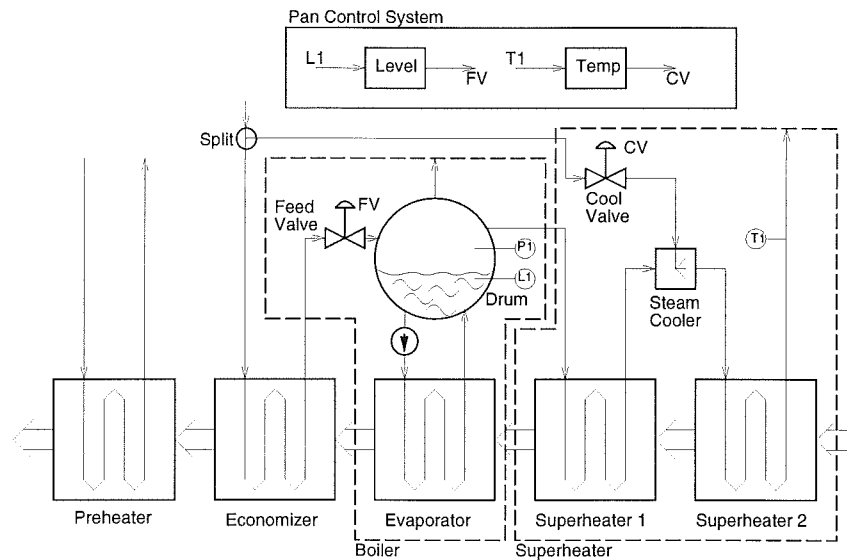 Pan Control System
L1
Level
FV
T1
Temp
CV
Split
CV
Cool
Valve
Feed
Valve
FV
P1
L1
Drum
T1
Steam
Cooler
Preheater
Economizer
Evaporator
Superheater 1
Superheater 2
Boiler
Superheater